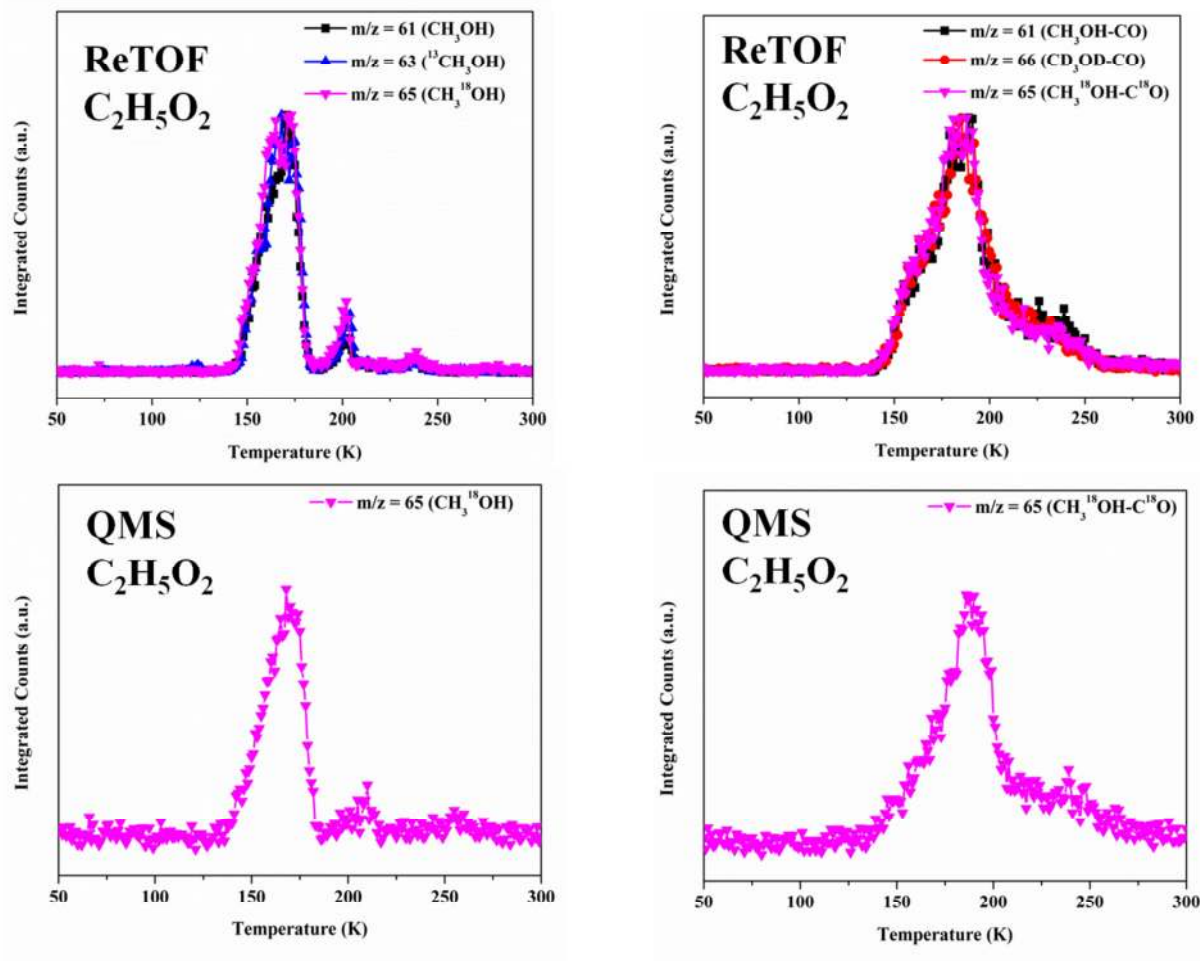 ReTOF
C₂H₅O₂
m/z = 61 (CH₃OH)
m/z = 63 (¹³CH₃OH)
m/z = 65 (CH₃¹⁸OH)
Integrated Counts (a.u.)
50 100 150 200 250 300
Temperature (K)
ReTOF
C₂H₅O₂
m/z = 61 (CH₃OH-CO)
m/z = 66 (CD₃OD-CO)
m/z = 65 (CH₃¹⁸OH-C¹⁸O)
Integrated Counts (a.u.)
50 100 150 200 250 300
Temperature (K)
QMS
C₂H₅O₂
m/z = 65 (CH₃¹⁸OH)
Integrated Counts (a.u.)
50 100 150 200 250 300
Temperature (K)
QMS
C₂H₅O₂
m/z = 65 (CH₃¹⁸OH-C¹⁸O)
Integrated Counts (a.u.)
50 100 150 200 250 300
Temperature (K)